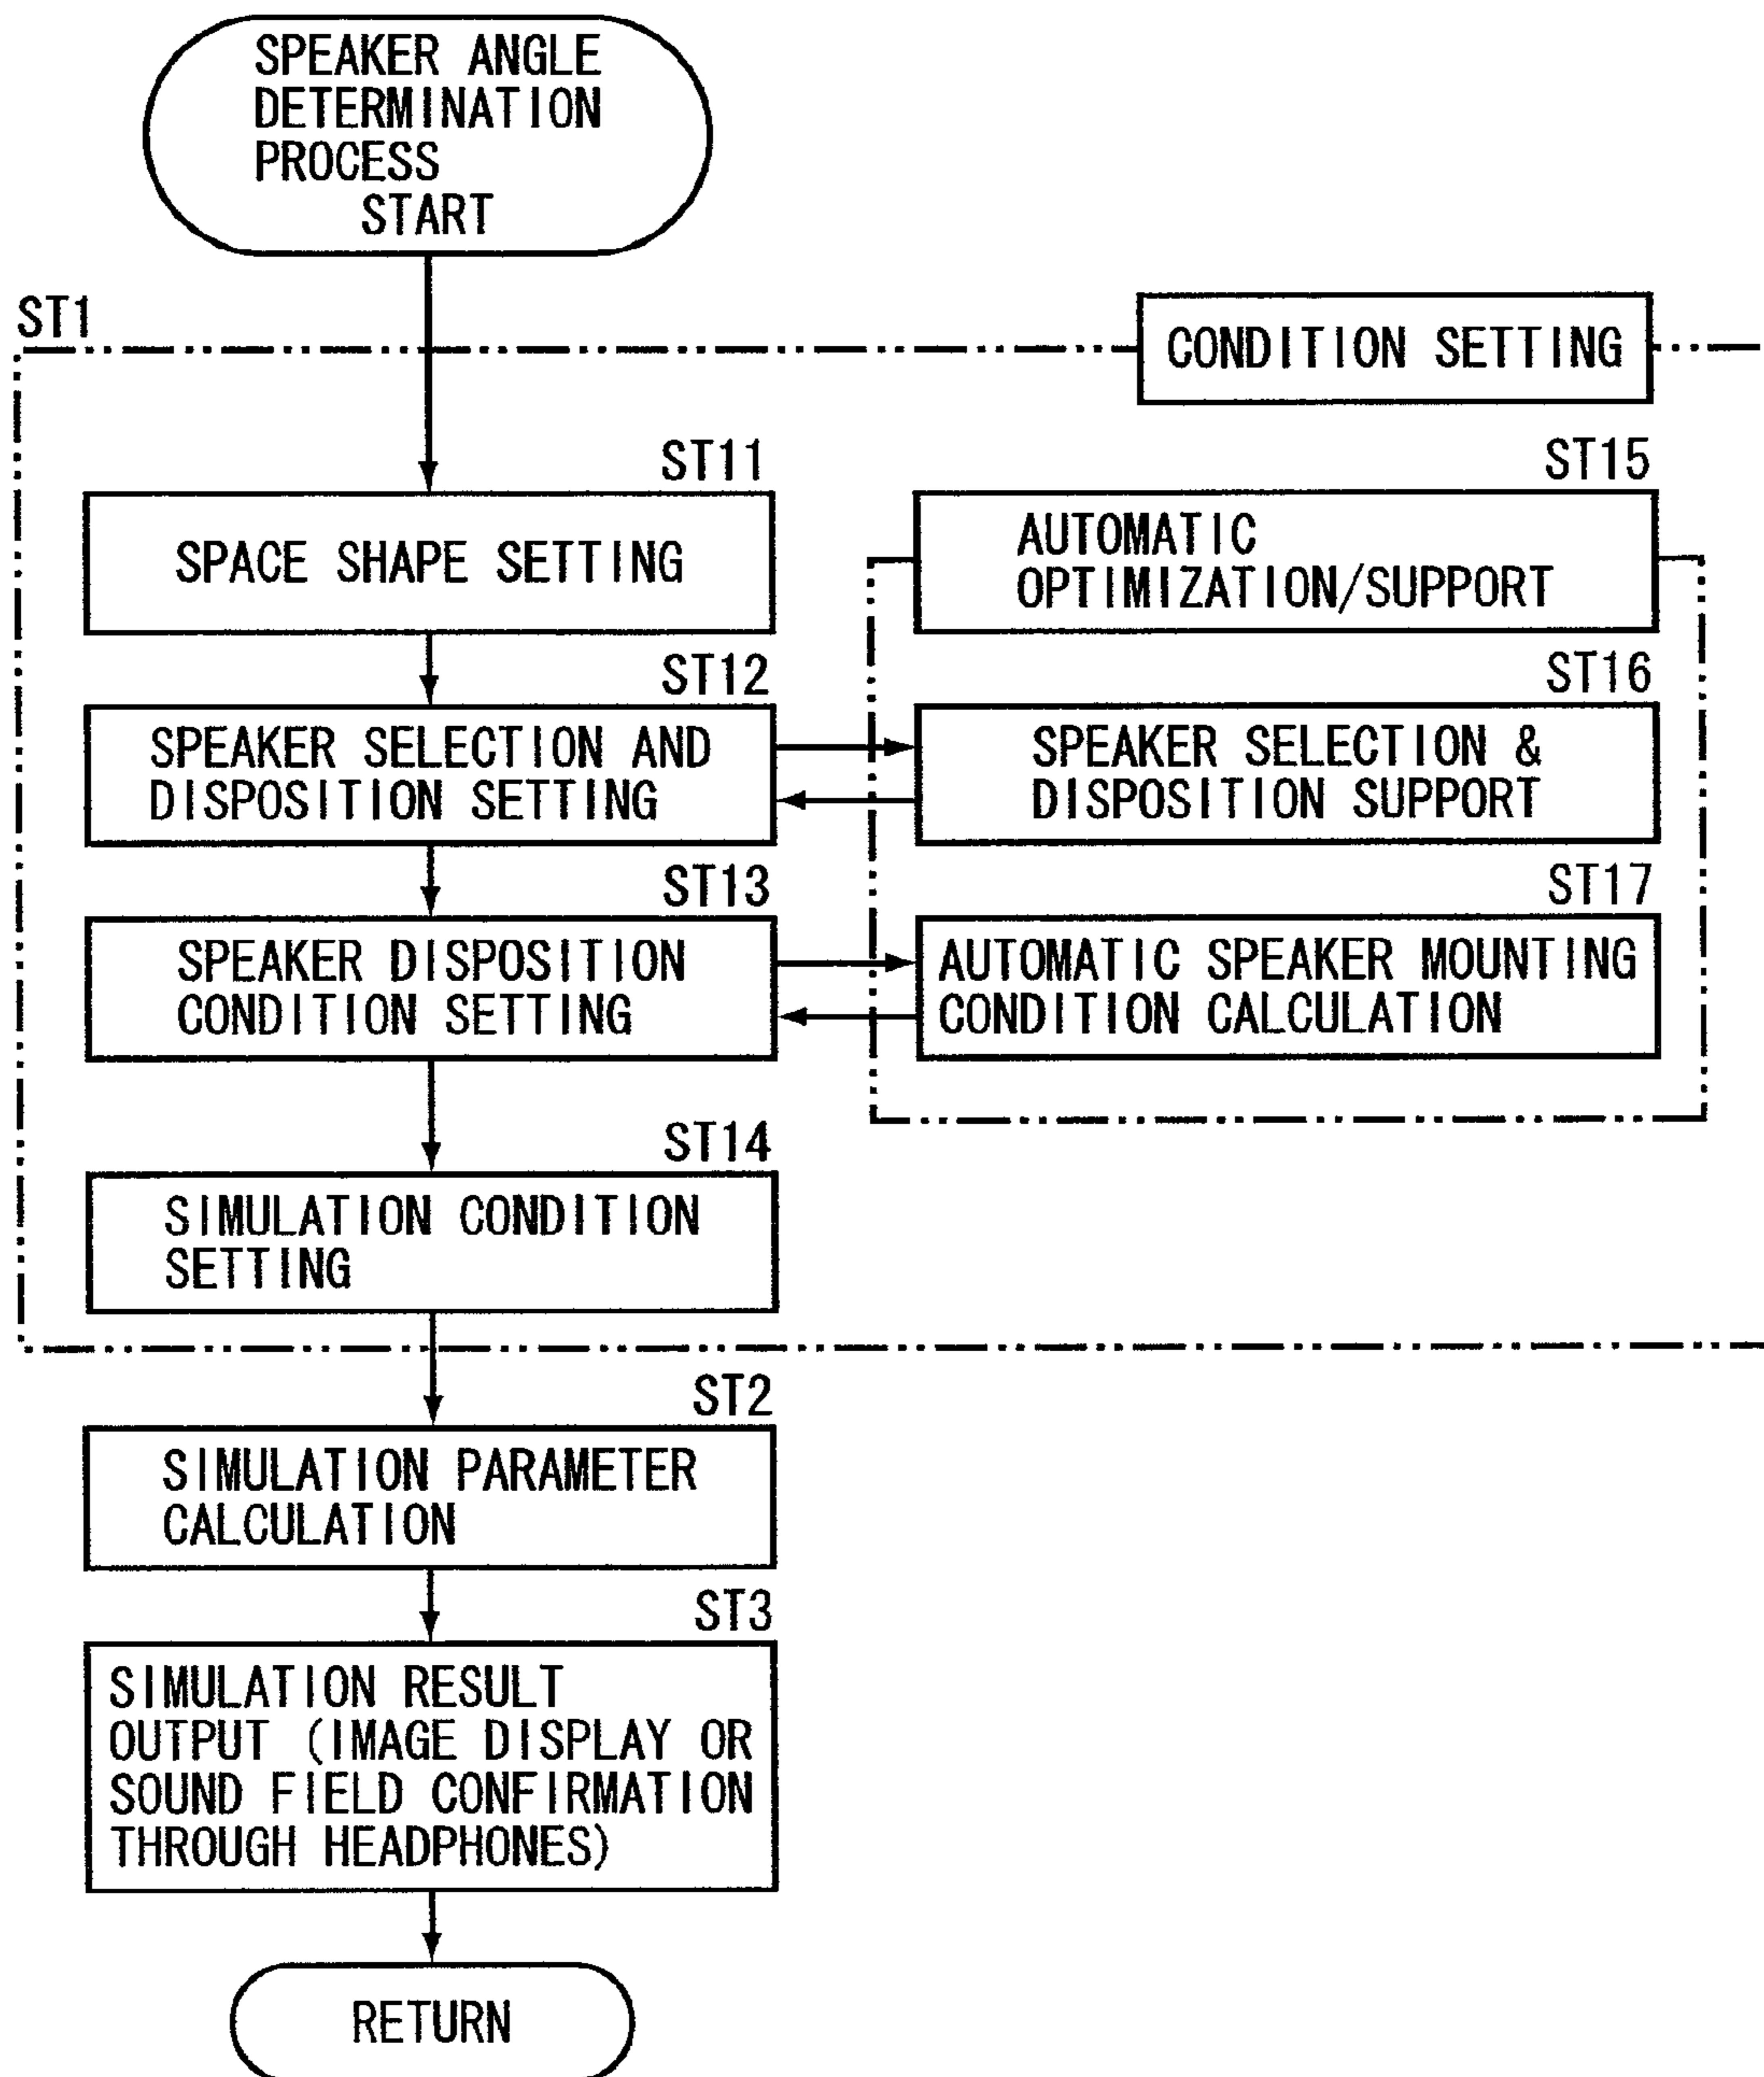 SPEAKER ANGLE
DETERMINATION
PROCESS
START
ST1
CONDITION SETTING
ST11
SPACE SHAPE SETTING
ST15
AUTOMATIC
OPTIMIZATION/SUPPORT
ST12
SPEAKER SELECTION AND
DISPOSITION SETTING
ST16
SPEAKER SELECTION &
DISPOSITION SUPPORT
ST13
SPEAKER DISPOSITION
CONDITION SETTING
ST17
AUTOMATIC SPEAKER MOUNTING
CONDITION CALCULATION
ST14
SIMULATION CONDITION
SETTING
ST2
SIMULATION PARAMETER
CALCULATION
ST3
SIMULATION RESULT
OUTPUT (IMAGE DISPLAY OR
SOUND FIELD CONFIRMATION
THROUGH HEADPHONES)
RETURN